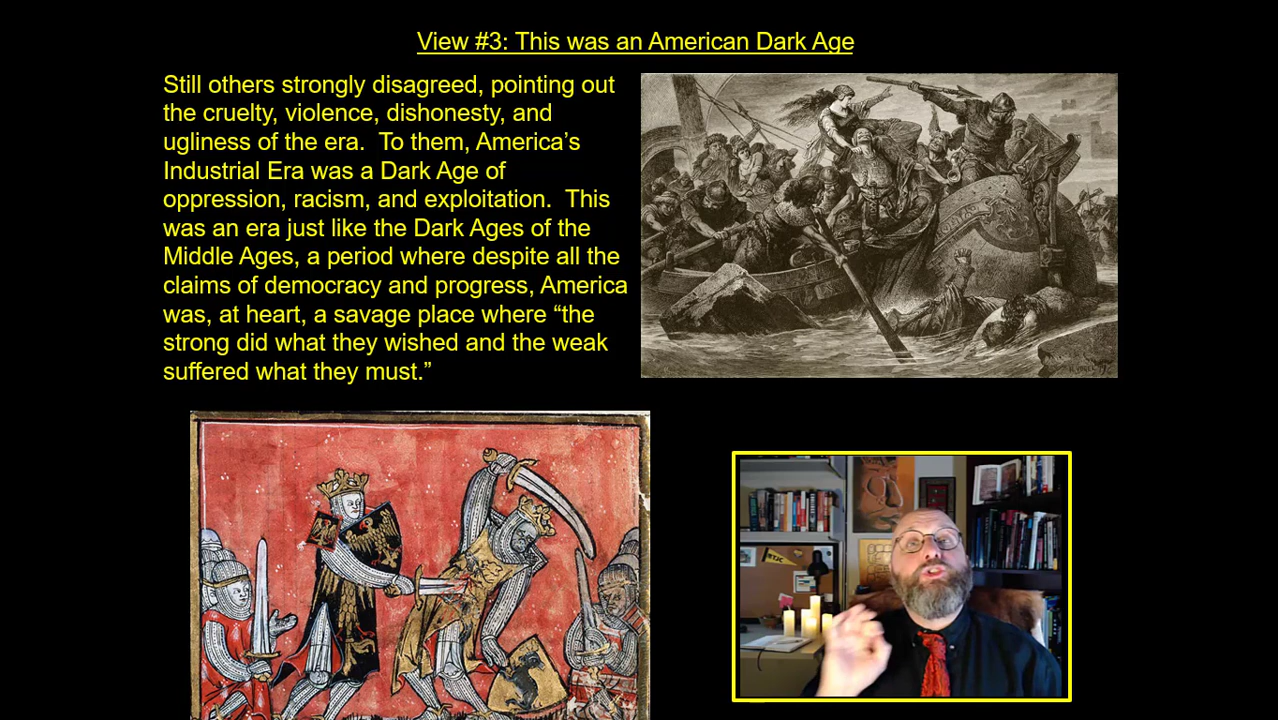 View #3: This was an American Dark Age
Still others strongly disagreed, pointing out
the cruelty, violence, dishonesty, and
ugliness of the era.  To them, America’s
Industrial Era was a Dark Age of
oppression, racism, and exploitation.  This
was an era just like the Dark Ages of the
Middle Ages, a period where despite all the
claims of democracy and progress, America
was, at heart, a savage place where “the
strong did what they wished and the weak
suffered what they must.”